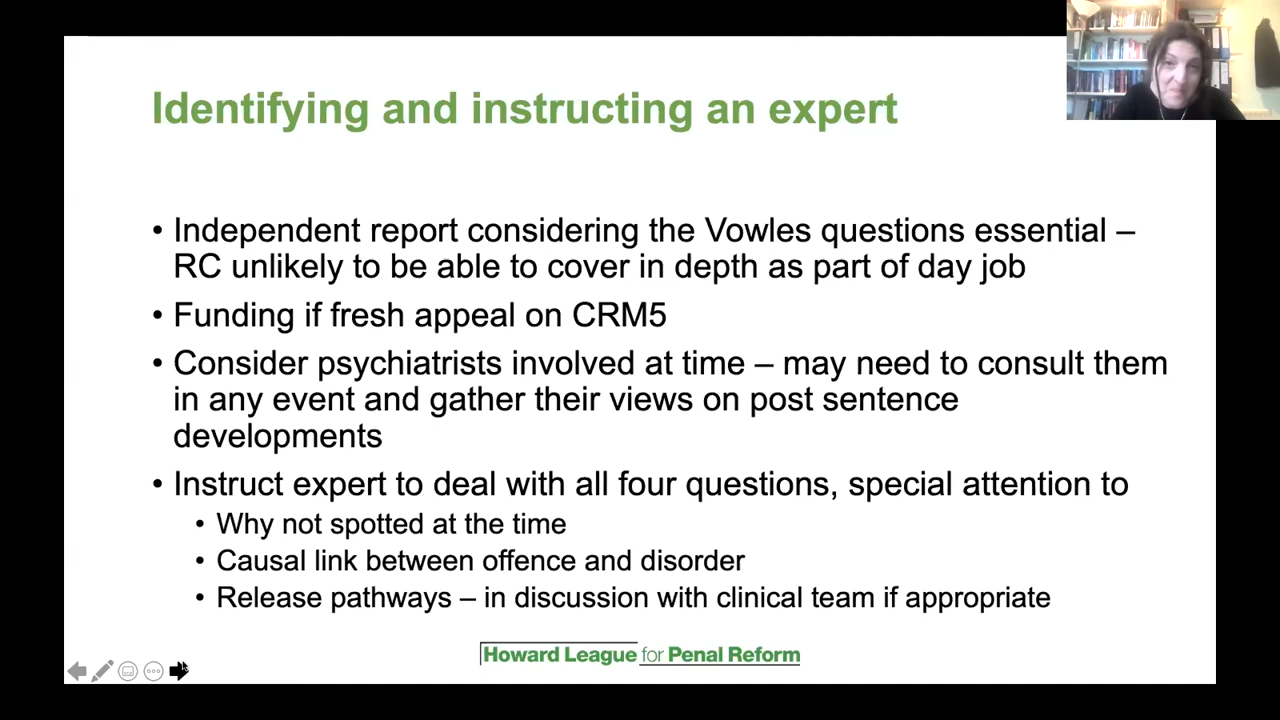 Identifying and instructing an expert
• Independent report considering the Vowles questions essential –
RC unlikely to be able to cover in depth as part of day job
• Funding if fresh appeal on CRM5
• Consider psychiatrists involved at time – may need to consult them
in any event and gather their views on post sentence
developments
• Instruct expert to deal with all four questions, special attention to
• Why not spotted at the time
• Causal link between offence and disorder
• Release pathways – in discussion with clinical team if appropriate
Howard League for Penal Reform